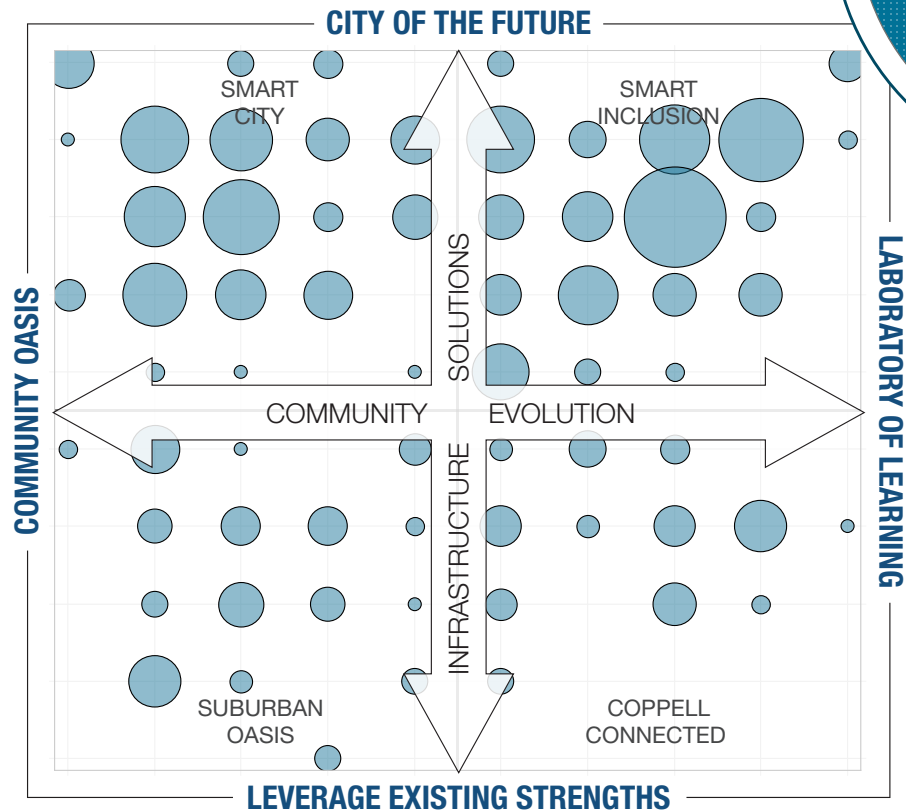 CITY OF THE FUTURE
SMART
CITY
SMART
INCLUSION
SOLUTIONS
COMMUNITY OASIS
LABORATORY OF LEARNING
COMMUNITY
EVOLUTION
INFRASTRUCTURE
SUBURBAN
OASIS
COPPELL
CONNECTED
LEVERAGE EXISTING STRENGTHS